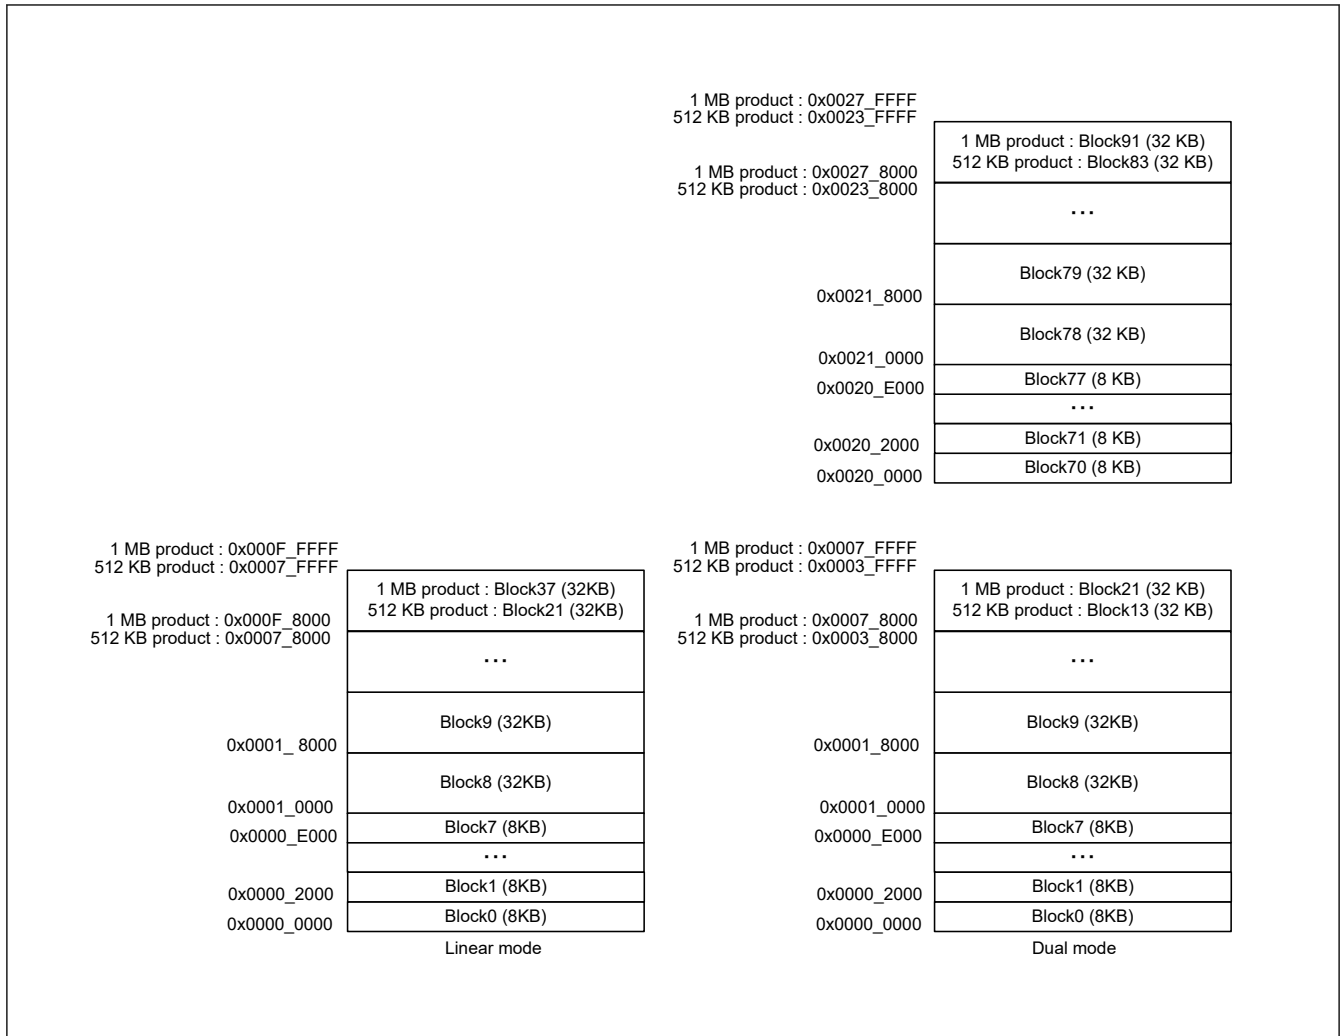 1 MB product : 0x0027_FFFF
512 KB product : 0x0023_FFFF
1 MB product : Block91 (32 KB)
512 KB product : Block83 (32 KB)
1 MB product : 0x0027_8000
512 KB product : 0x0023_8000
...
Block79 (32 KB)
0x0021_8000
Block78 (32 KB)
0x0021_0000
Block77 (8 KB)
0x0020_E000
...
Block71 (8 KB)
0x0020_2000
Block70 (8 KB)
0x0020_0000
1 MB product : 0x000F_FFFF
512 KB product : 0x0007_FFFF
1 MB product : Block37 (32KB)
512 KB product : Block21 (32KB)
1 MB product : 0x000F_8000
512 KB product : 0x0007_8000
...
Block9 (32KB)
0x0001_ 8000
Block8 (32KB)
0x0001_0000
Block7 (8KB)
0x0000_E000
...
Block1 (8KB)
0x0000_2000
Block0 (8KB)
0x0000_0000
Linear mode
1 MB product : 0x0007_FFFF
512 KB product : 0x0003_FFFF
1 MB product : Block21 (32 KB)
512 KB product : Block13 (32 KB)
1 MB product : 0x0007_8000
512 KB product : 0x0003_8000
...
Block9 (32KB)
0x0001_8000
Block8 (32KB)
0x0001_0000
Block7 (8KB)
0x0000_E000
...
Block1 (8KB)
0x0000_2000
Block0 (8KB)
0x0000_0000
Dual mode